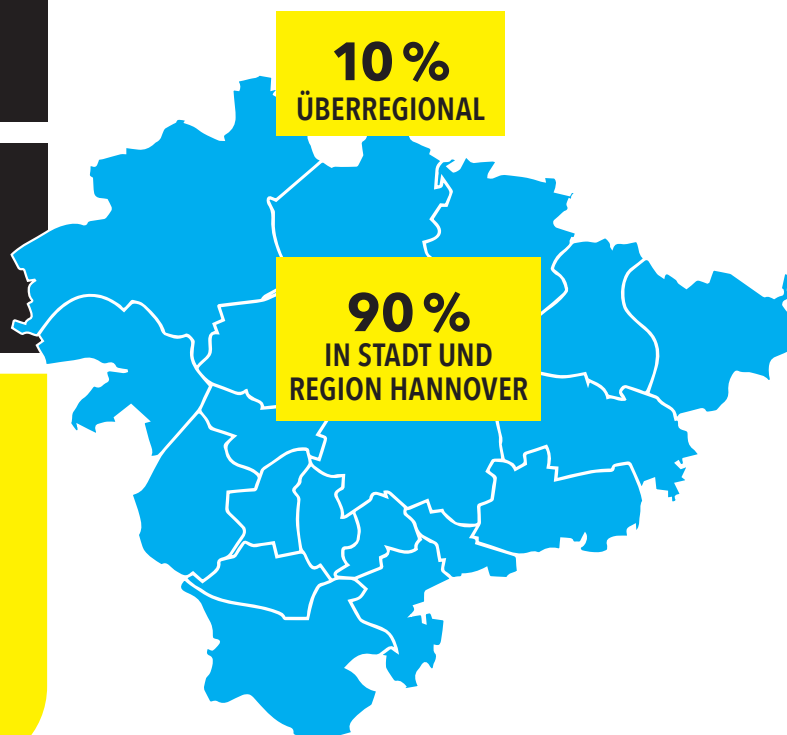 10 %
ÜBERREGIONAL
90 %
IN STADT UND
REGION HANNOVER